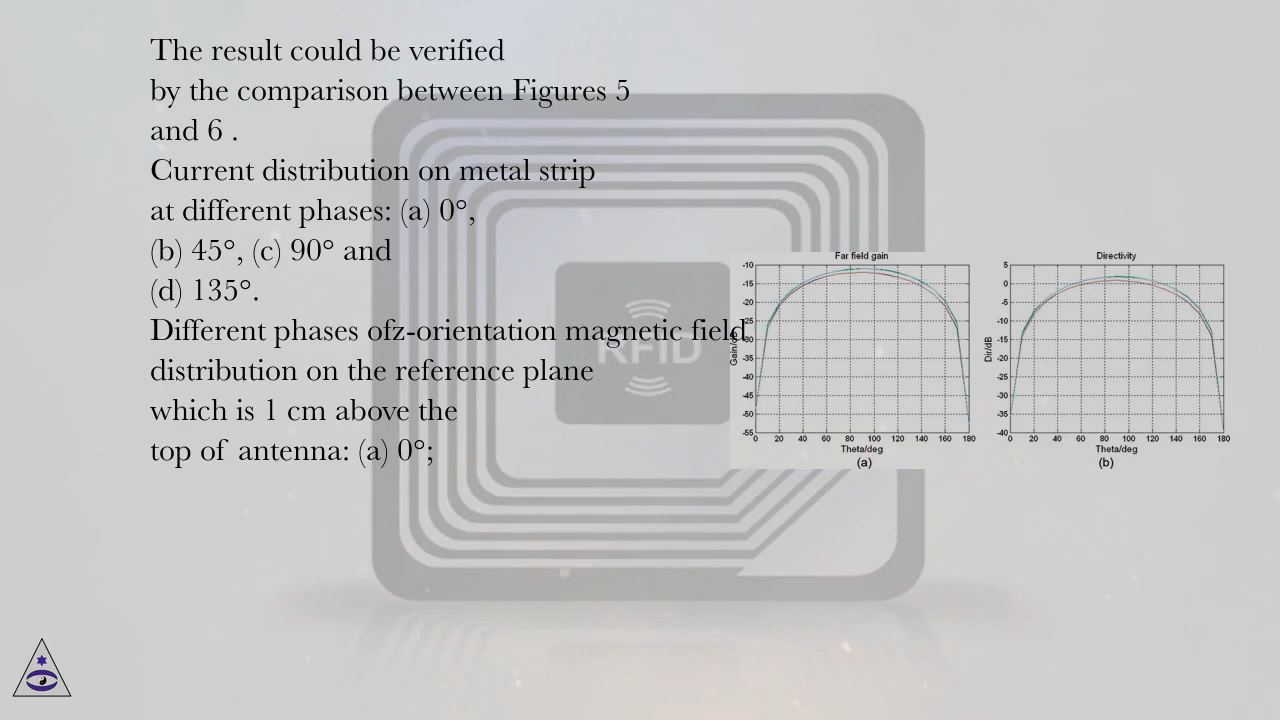 The result could be verified
by the comparison between Figures 5
and 6 .
Current distribution on metal strip
at different phases: (a) 0°,
(b) 45°, (c) 90° and
(d) 135°.
Different phases ofz-orientation magnetic field
distribution on the reference plane
which is 1 cm above the
top of antenna: (a) 0°;
RFID
Far field gain
-10
-15
-20
-25
-30
-35
-40
-45
-50
-55
Gain/dB
0 20 40 60 80 100 120 140 160 180
Theta/deg
(a)
Directivity
5
0
-5
-10
-15
-20
-25
-30
-35
-40
Dir/dB
0 20 40 60 80 100 120 140 160 180
Theta/deg
(b)